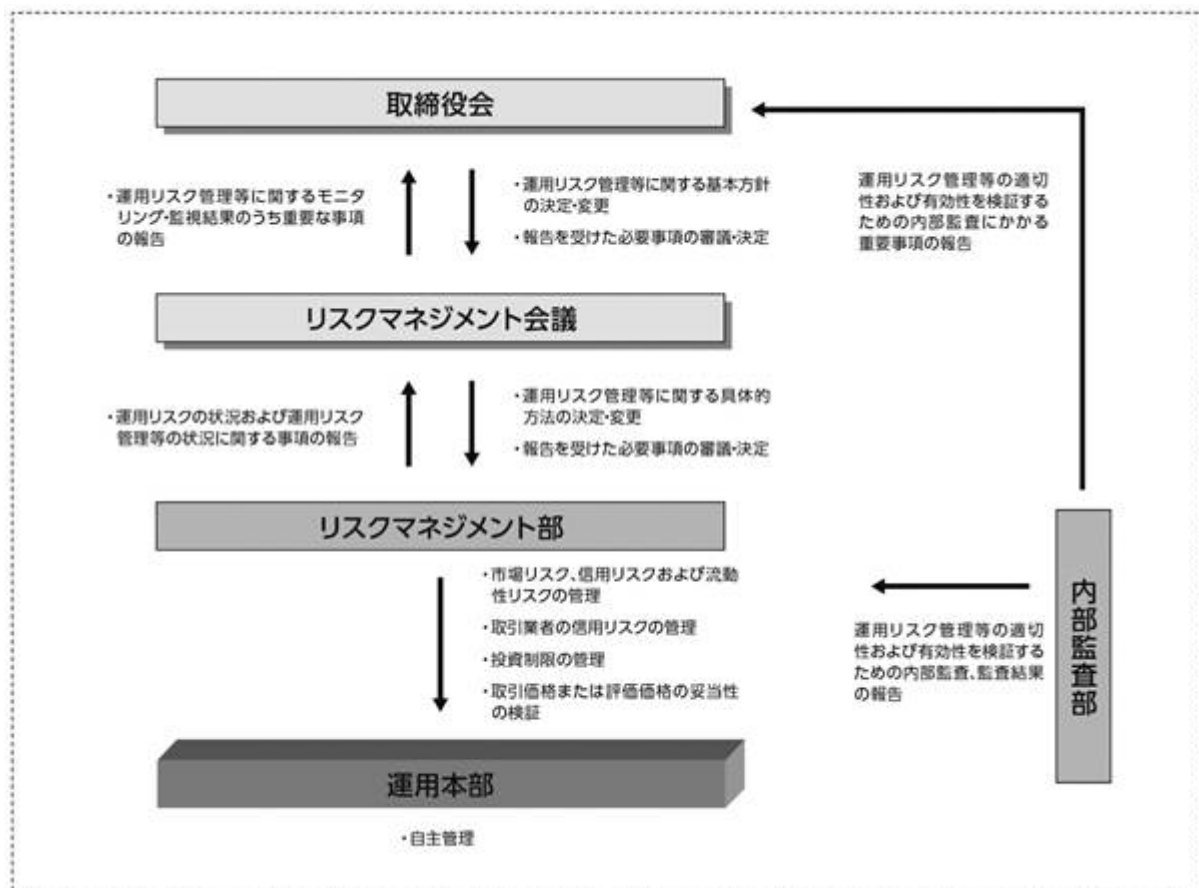 取締役会
・運用リスク管理等に関するモニタ
リング・監視結果のうち重要な事項
の報告
・運用リスク管理等に関する基本方針
の決定・変更
・報告を受けた必要事項の審議・決定
運用リスク管理等の適切
性および有効性を検証する
ための内部監査にかかる
重要事項の報告
リスクマネジメント会議
・運用リスクの状況および運用リスク
管理等の状況に関する事項の報告
・運用リスク管理等に関する具体的
方法の決定・変更
・報告を受けた必要事項の審議・決定
リスクマネジメント部
・市場リスク、信用リスクおよび流動
性リスクの管理
・取引業者の信用リスクの管理
・投資制限の管理
・取引価格または評価価格の妥当性
の検証
運用リスク管理等の適切
性および有効性を検証する
ための内部監査、監査結果
の報告
内部監査部
運用本部
・自主管理